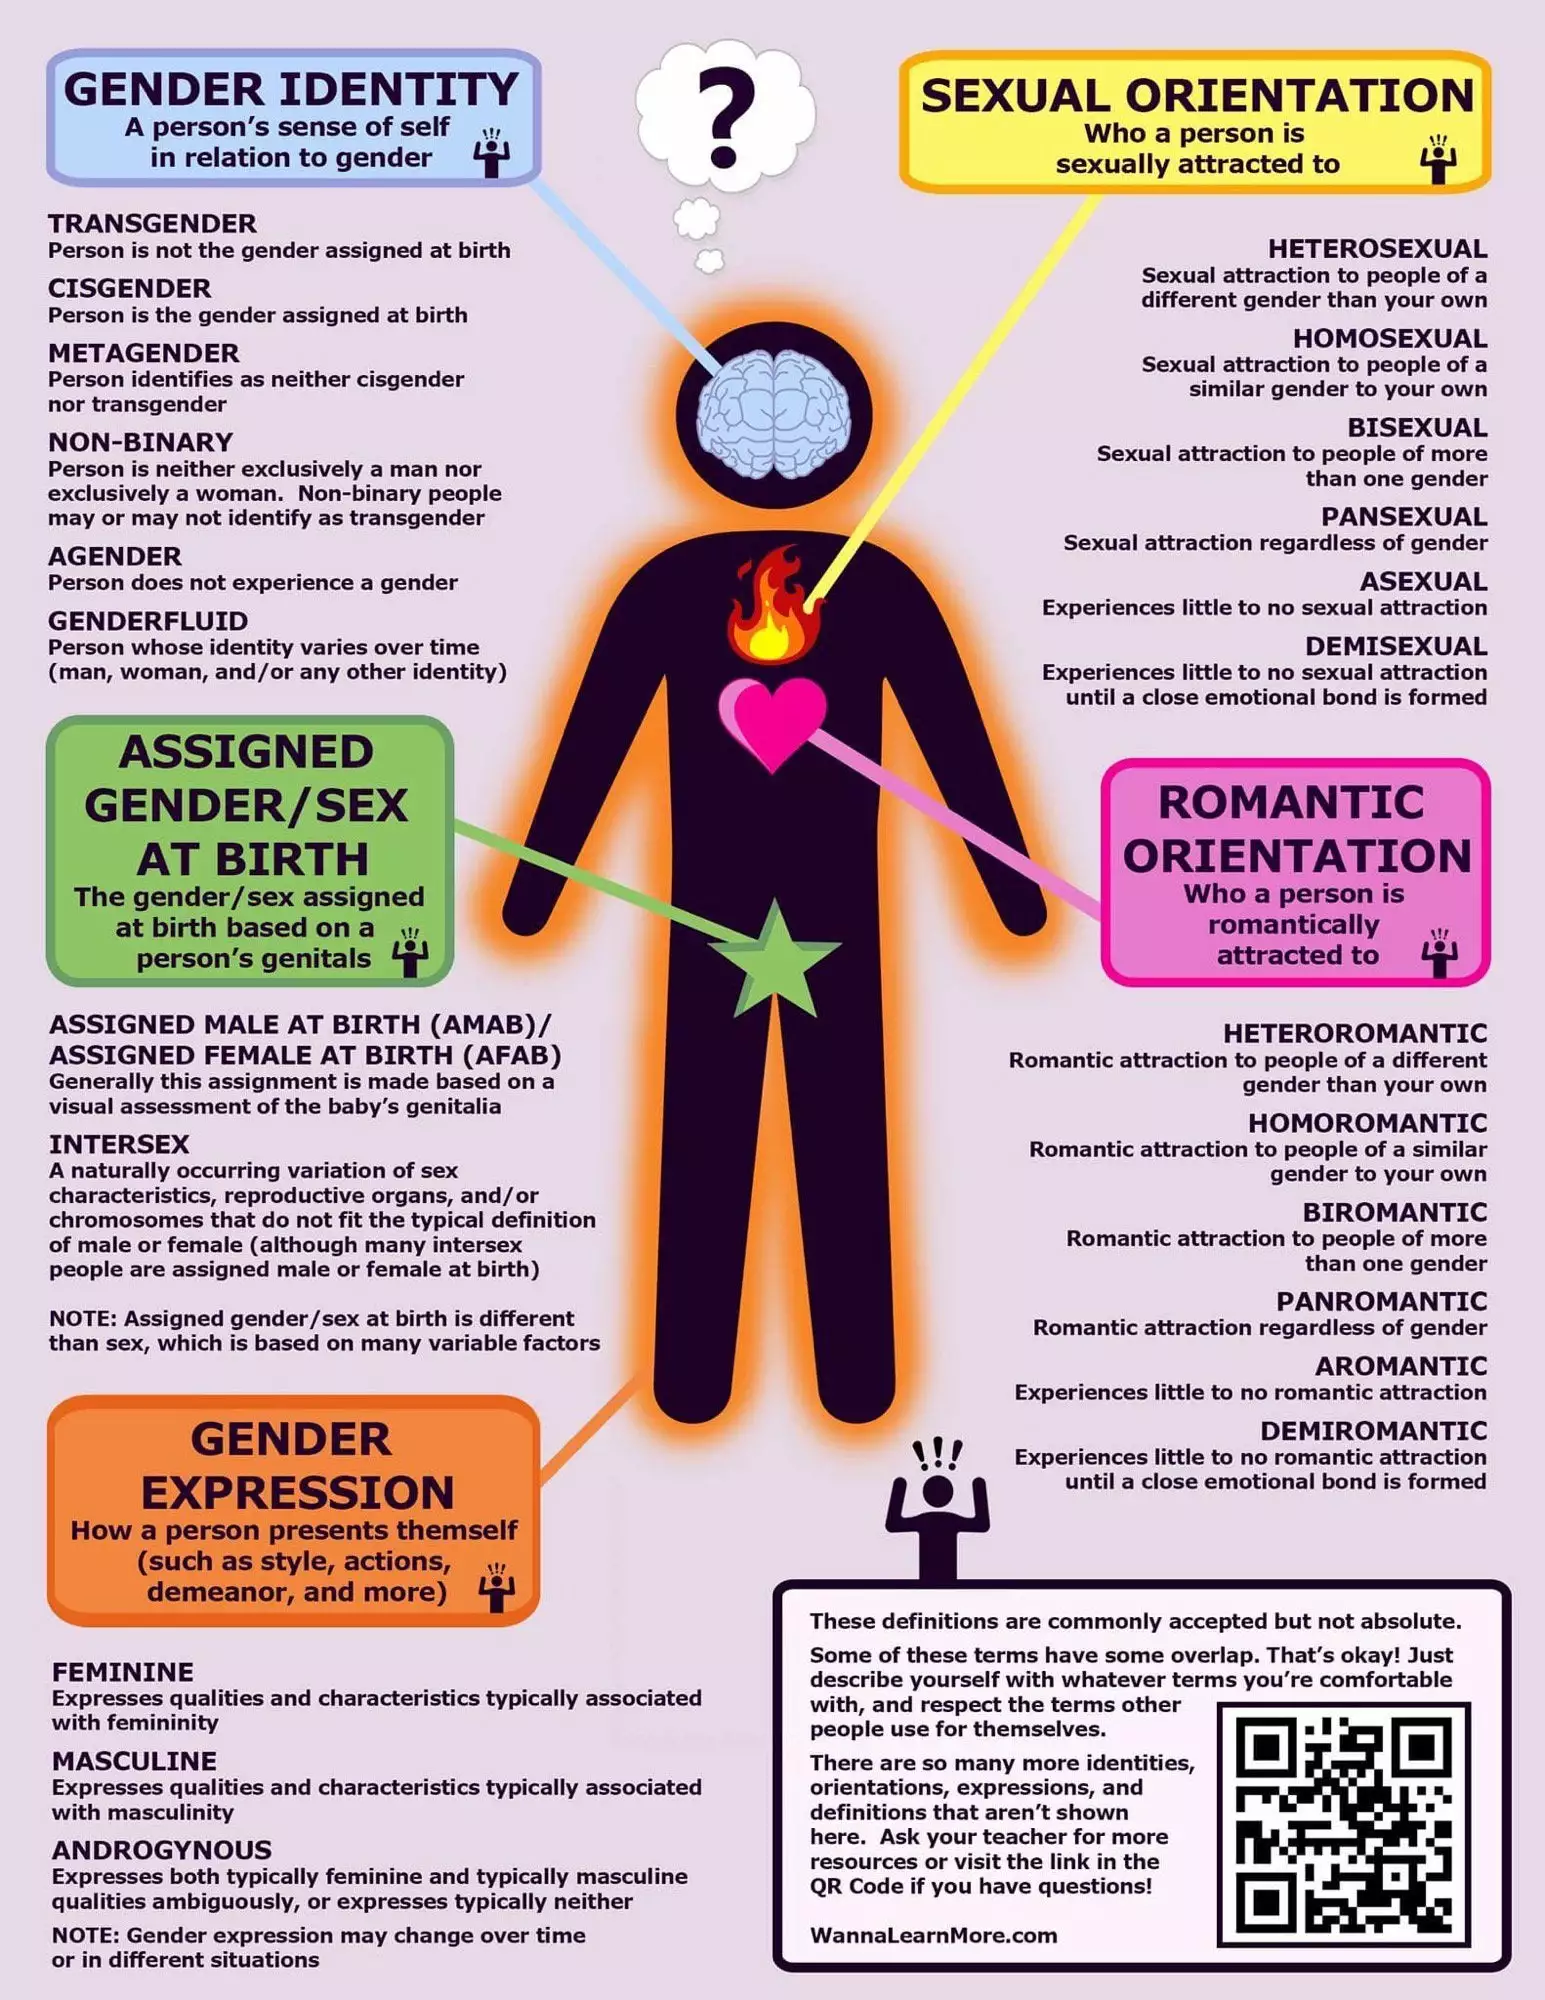 GENDER IDENTITY
A person's sense of self
in relation to gender
TRANSGENDER
Person is not the gender assigned at birth
CISGENDER
Person is the gender assigned at birth
METAGENDER
Person identifies as neither cisgender
nor transgender
NON-BINARY
Person is neither exclusively a man nor
exclusively a woman.  Non-binary people
may or may not identify as transgender
AGENDER
Person does not experience a gender
GENDERFLUID
Person whose identity varies over time
(man, woman, and/or any other identity)
ASSIGNED
GENDER/SEX
AT BIRTH
The gender/sex assigned
at birth based on a
person's genitals
ASSIGNED MALE AT BIRTH (AMAB)/
ASSIGNED FEMALE AT BIRTH (AFAB)
Generally this assignment is made based on a
visual assessment of the baby's genitalia
INTERSEX
A naturally occurring variation of sex
characteristics, reproductive organs, and/or
chromosomes that do not fit the typical definition
of male or female (although many intersex
people are assigned male or female at birth)
NOTE: Assigned gender/sex at birth is different
than sex, which is based on many variable factors
GENDER
EXPRESSION
How a person presents themself
(such as style, actions,
demeanor, and more)
FEMININE
Expresses qualities and characteristics typically associated
with femininity
MASCULINE
Expresses qualities and characteristics typically associated
with masculinity
ANDROGYNOUS
Expresses both typically feminine and typically masculine
qualities ambiguously, or expresses typically neither
NOTE: Gender expression may change over time
or in different situations
?
SEXUAL ORIENTATION
Who a person is
sexually attracted to
HETEROSEXUAL
Sexual attraction to people of a
different gender than your own
HOMOSEXUAL
Sexual attraction to people of a
similar gender to your own
BISEXUAL
Sexual attraction to people of more
than one gender
PANSEXUAL
Sexual attraction regardless of gender
ASEXUAL
Experiences little to no sexual attraction
DEMISEXUAL
Experiences little to no sexual attraction
until a close emotional bond is formed
ROMANTIC
ORIENTATION
Who a person is
romantically
attracted to
HETEROROMANTIC
Romantic attraction to people of a different
gender than your own
HOMOROMANTIC
Romantic attraction to people of a similar
gender to your own
BIROMANTIC
Romantic attraction to people of more
than one gender
PANROMANTIC
Romantic attraction regardless of gender
AROMANTIC
Experiences little to no romantic attraction
DEMIROMANTIC
Experiences little to no romantic attraction
until a close emotional bond is formed
!!!
These definitions are commonly accepted but not absolute.
Some of these terms have some overlap. That's okay! Just
describe yourself with whatever terms you're comfortable
with, and respect the terms other
people use for themselves.
There are so many more identities,
orientations, expressions, and
definitions that aren't shown
here.  Ask your teacher for more
resources or visit the link in the
QR Code if you have questions!
WannaLearnMore.com